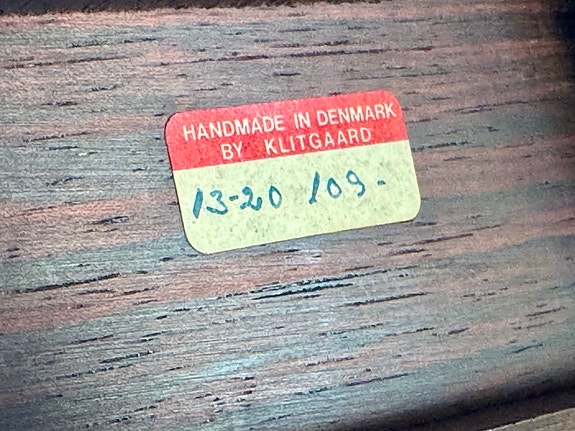 HANDMADE IN DENMARK
BY KLITGAARD
13-20 109-